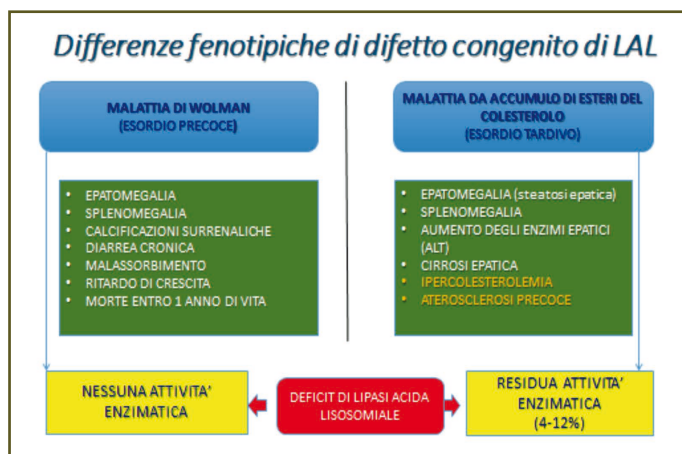 Differenze fenotipiche di difetto congenito di LAL
MALATTIA DI WOLMAN
(ESORDIO PRECOCE)
MALATTIA DA ACCUMULO DI ESTERI DEL
COLESTEROLO
(ESORDIO TARDIVO)
• EPATOMEGALIA
• SPLENOMEGALIA
• CALCIFICAZIONI SURRENALICHE
• DIARREA CRONICA
• MALASSORBIMENTO
• RITARDO DI CRESCITA
• MORTE ENTRO 1 ANNO DI VITA
• EPATOMEGALIA (steatosi epatica)
• SPLENOMEGALIA
• AUMENTO DEGLI ENZIMI EPATICI
(ALT)
• CIRROSI EPATICA
• IPERCOLESTEROLEMIA
• ATEROSCLEROSI PRECOCE
NESSUNA ATTIVITA'
ENZIMATICA
DEFICIT DI LIPASI ACIDA
LISOSOMIALE
RESIDUA ATTIVITA'
ENZIMATICA
(4-12%)